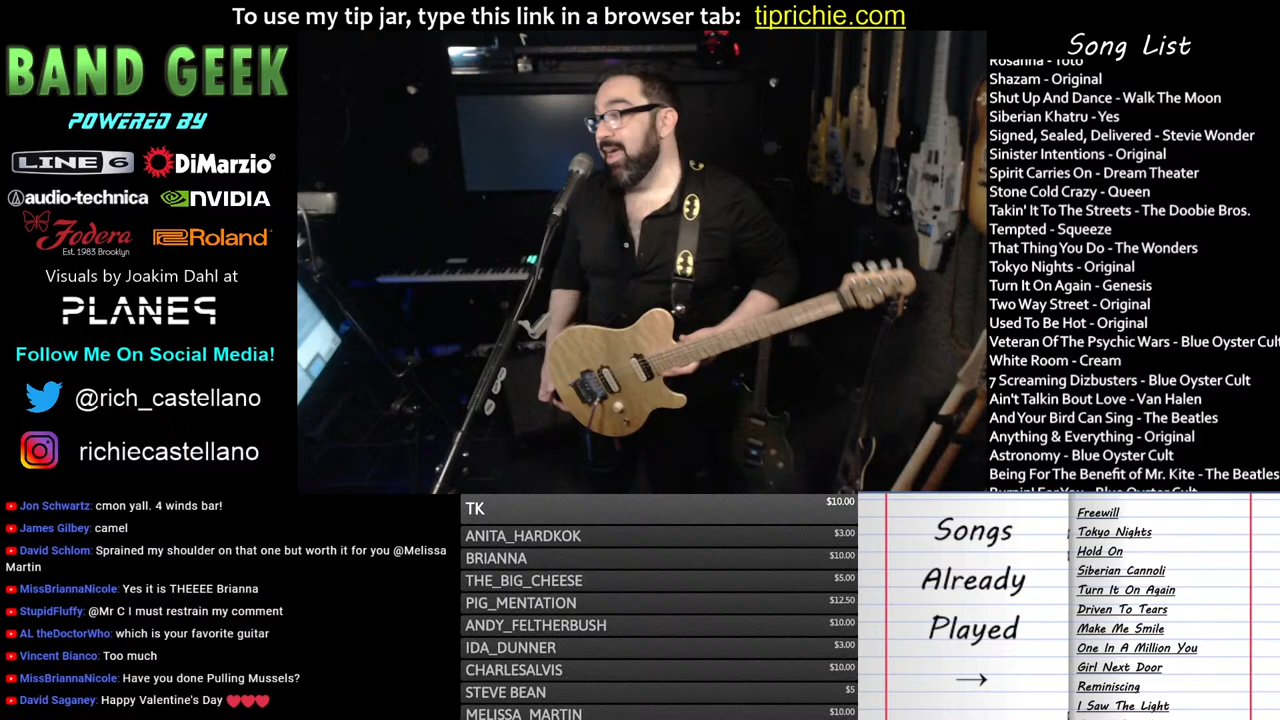 To use my tip jar, type this link in a browser tab: tiprichie.com
BAND GEEK
POWERED BY
LINE 6
DiMarzio
audio-technica
NVIDIA
Fodera
Est. 1983 Brooklyn
Roland
Visuals by Joakim Dahl at
PLANE9
Follow Me On Social Media!
@rich_castellano
richiecastellano
Jon Schwartz: cmon yall. 4 winds bar!
James Gilbey: camel
David Schlom: Sprained my shoulder on that one but worth it for you @Melissa
Martin
MissBriannaNicole: Yes it is THEEEE Brianna
StupidFluffy: @Mr C I must restrain my comment
AL theDoctorWho: which is your favorite guitar
Vincent Bianco: Too much
MissBriannaNicole: Have you done Pulling Mussels?
David Saganey: Happy Valentine's Day
TK $10.00
ANITA_HARDKOK $3.00
BRIANNA $10.00
THE_BIG_CHEESE $5.00
PIG_MENTATION $12.50
ANDY_FELTHERBUSH $10.00
IDA_DUNNER $3.00
CHARLESALVIS $10.00
STEVE BEAN $5
MELISSA_MARTIN $10.00
Song List
Rosanna - Toto
Shazam - Original
Shut Up And Dance - Walk The Moon
Siberian Khatru - Yes
Signed, Sealed, Delivered - Stevie Wonder
Sinister Intentions - Original
Spirit Carries On - Dream Theater
Stone Cold Crazy - Queen
Takin' It To The Streets - The Doobie Bros.
Tempted - Squeeze
That Thing You Do - The Wonders
Tokyo Nights - Original
Turn It On Again - Genesis
Two Way Street - Original
Used To Be Hot - Original
Veteran Of The Psychic Wars - Blue Oyster Cult
White Room - Cream
7 Screaming Dizbusters - Blue Oyster Cult
Ain't Talkin Bout Love - Van Halen
And Your Bird Can Sing - The Beatles
Anything & Everything - Original
Astronomy - Blue Oyster Cult
Being For The Benefit of Mr. Kite - The Beatles
Burnin' For You - Blue Oyster Cult
Songs
Already
Played
→
Freewill
Tokyo Nights
Hold On
Siberian Cannoli
Turn It On Again
Driven To Tears
Make Me Smile
One In A Million You
Girl Next Door
Reminiscing
I Saw The Light